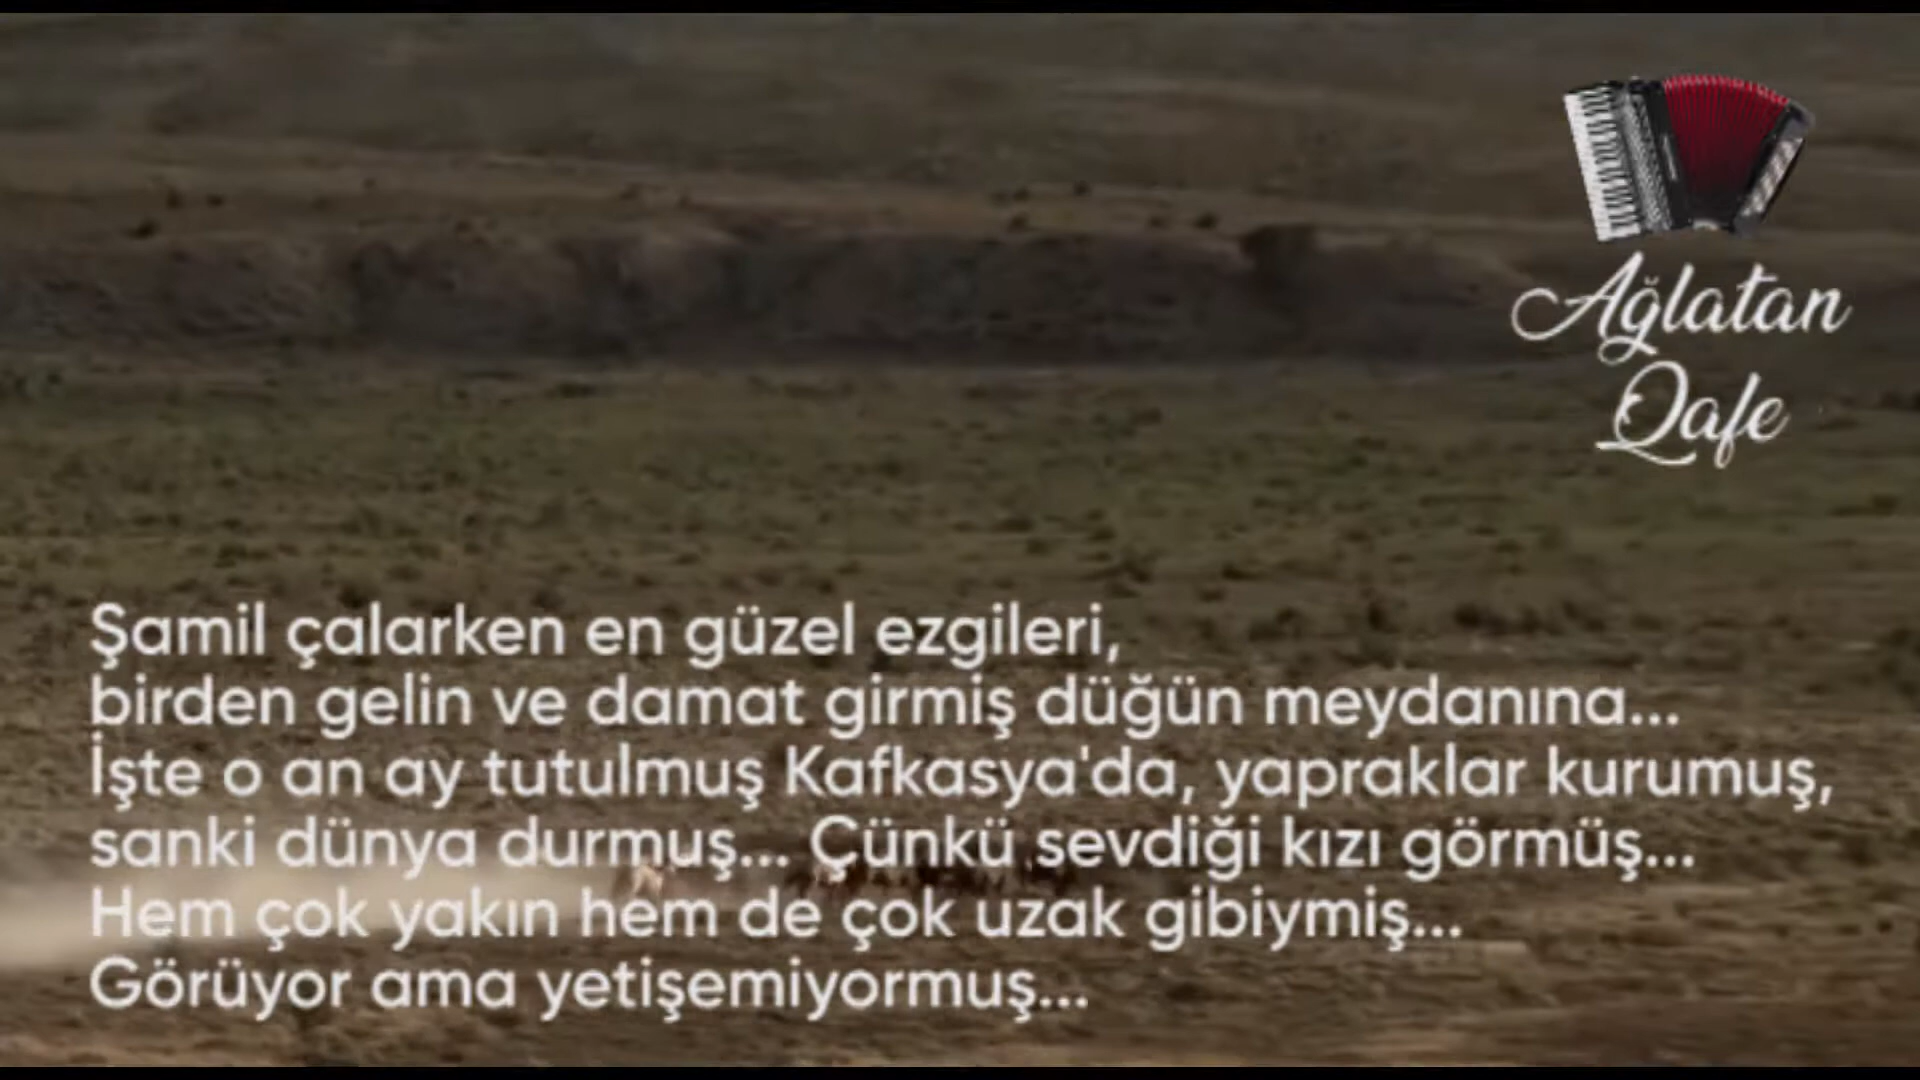 Ağlatan
Qafe
Şamil çalarken en güzel ezgileri,
birden gelin ve damat girmiş düğün meydanına...
İşte o an ay tutulmuş Kafkasya'da, yapraklar kurumuş,
sanki dünya durmuş... Çünkü sevdiği kızı görmüş...
Hem çok yakın hem de çok uzak gibiymiş...
Görüyor ama yetişemiyormuş...